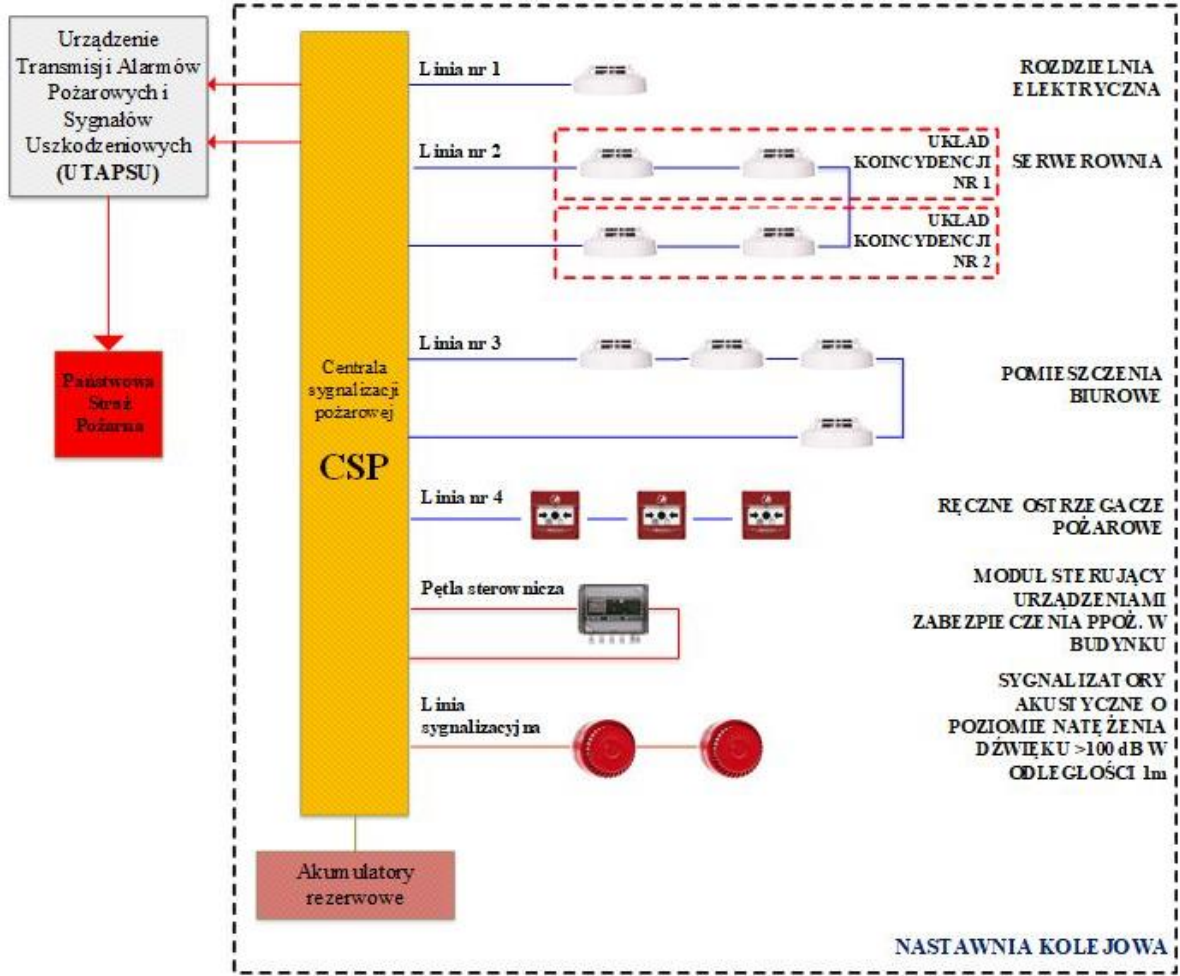 Urządzenie
Transmisji Alarmów
Pożarowych i
Sygnałów
Uszkodzeniowych
(UTAPSU)
Państwowa
Straż
Pożarna
Centrala
sygnalizacji
pożarowej
CSP
Akumulatory
rezerwowe
Linia nr 1
ROZDZIELNIA
ELEKTRYCZNA
Linia nr 2
UKŁAD
KOINCYDENCJI
NR 1
SERWEROWNIA
UKŁAD
KOINCYDENCJI
NR 2
Linia nr 3
POMIESZCZENIA
BIUROWE
Linia nr 4
RĘCZNE OSTRZEGACZE
POŻAROWE
Pętla sterownicza
MODUŁ STERUJĄCY
URZĄDZENIAMI
ZABEZPIECZENIA PPOŻ. W
BUDYNKU
Linia
sygnalizacyjna
SYGNALIZATORY
AKUSTYCZNE O
POZIOMIE NATĘŻENIA
DŹWIĘKU >100 dB W
ODLEGŁOŚCI 1m
NASTAWNIA KOLEJOWA